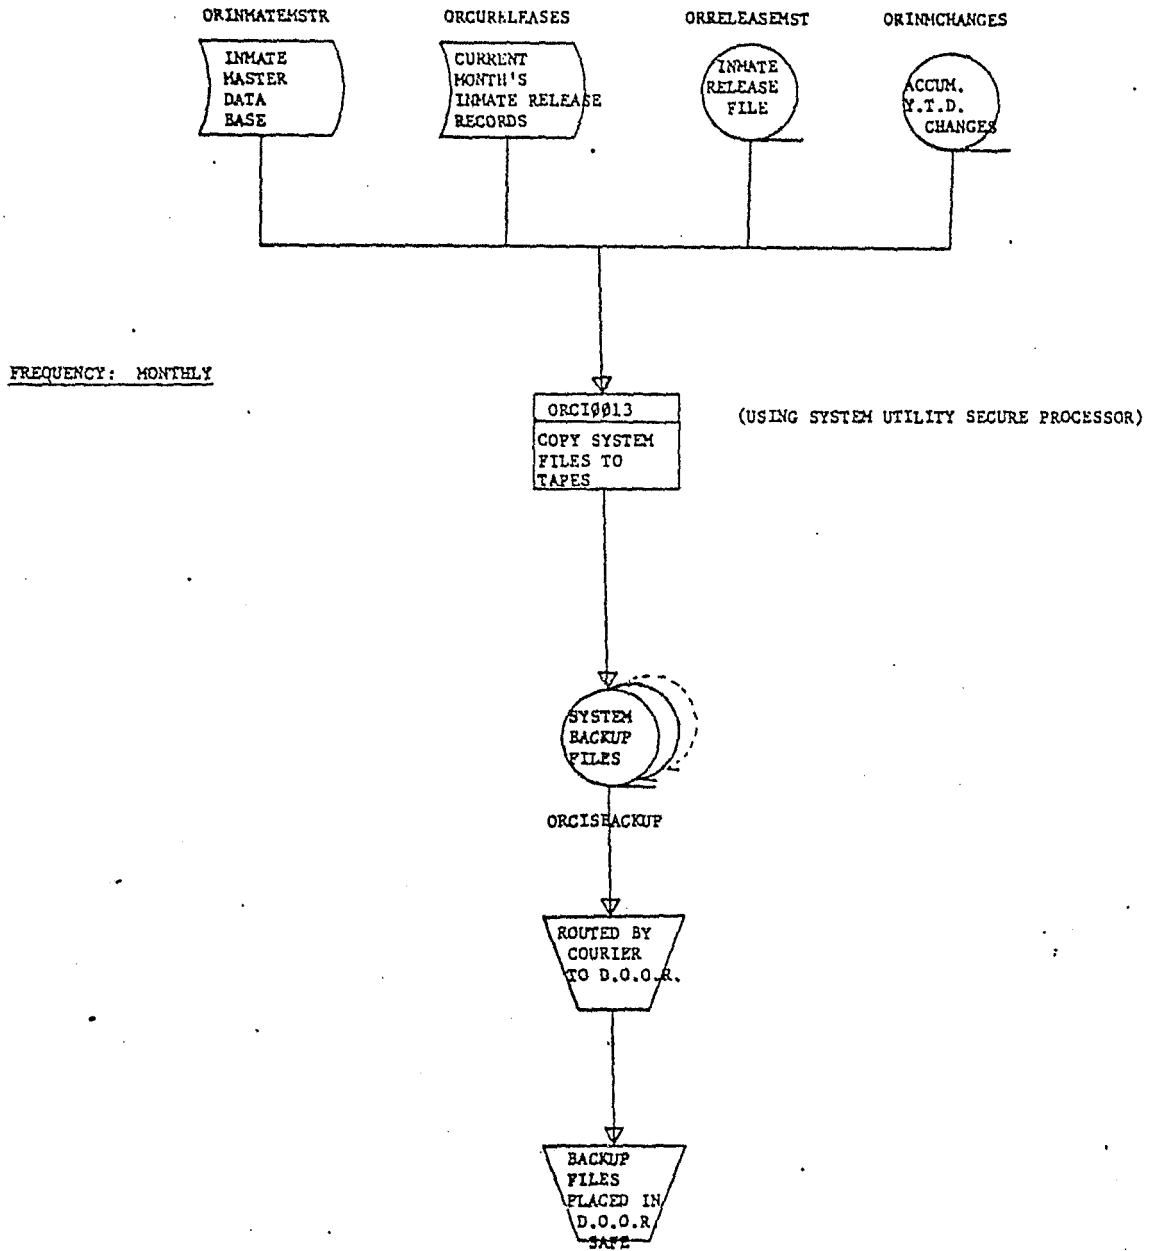 ORINMATEMSTR
ORCURELEASES
ORRELEASEMST
ORINMCHANGES
INMATE
MASTER
DATA
BASE
CURRENT
MONTH'S
INMATE RELEASE
RECORDS
INMATE
RELEASE
FILE
ACCUM.
Y.T.D.
CHANGES
FREQUENCY: MONTHLY
ORCI0013
COPY SYSTEM
FILES TO
TAPES
(USING SYSTEM UTILITY SECURE PROCESSOR)
SYSTEM
BACKUP
FILES
ORCISBACKUP
ROUTED BY
COURIER
TO D.O.O.R.
BACKUP
FILES
PLACED IN
D.O.O.R.
SAFE